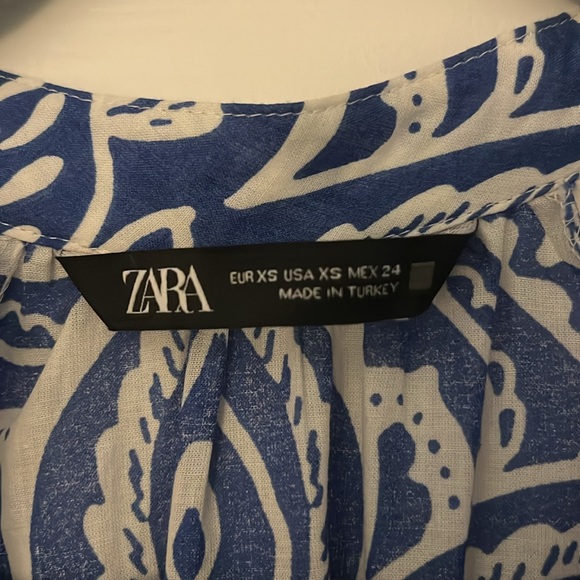 ZARA
EUR XS USA XS MEX 24
MADE IN TURKEY